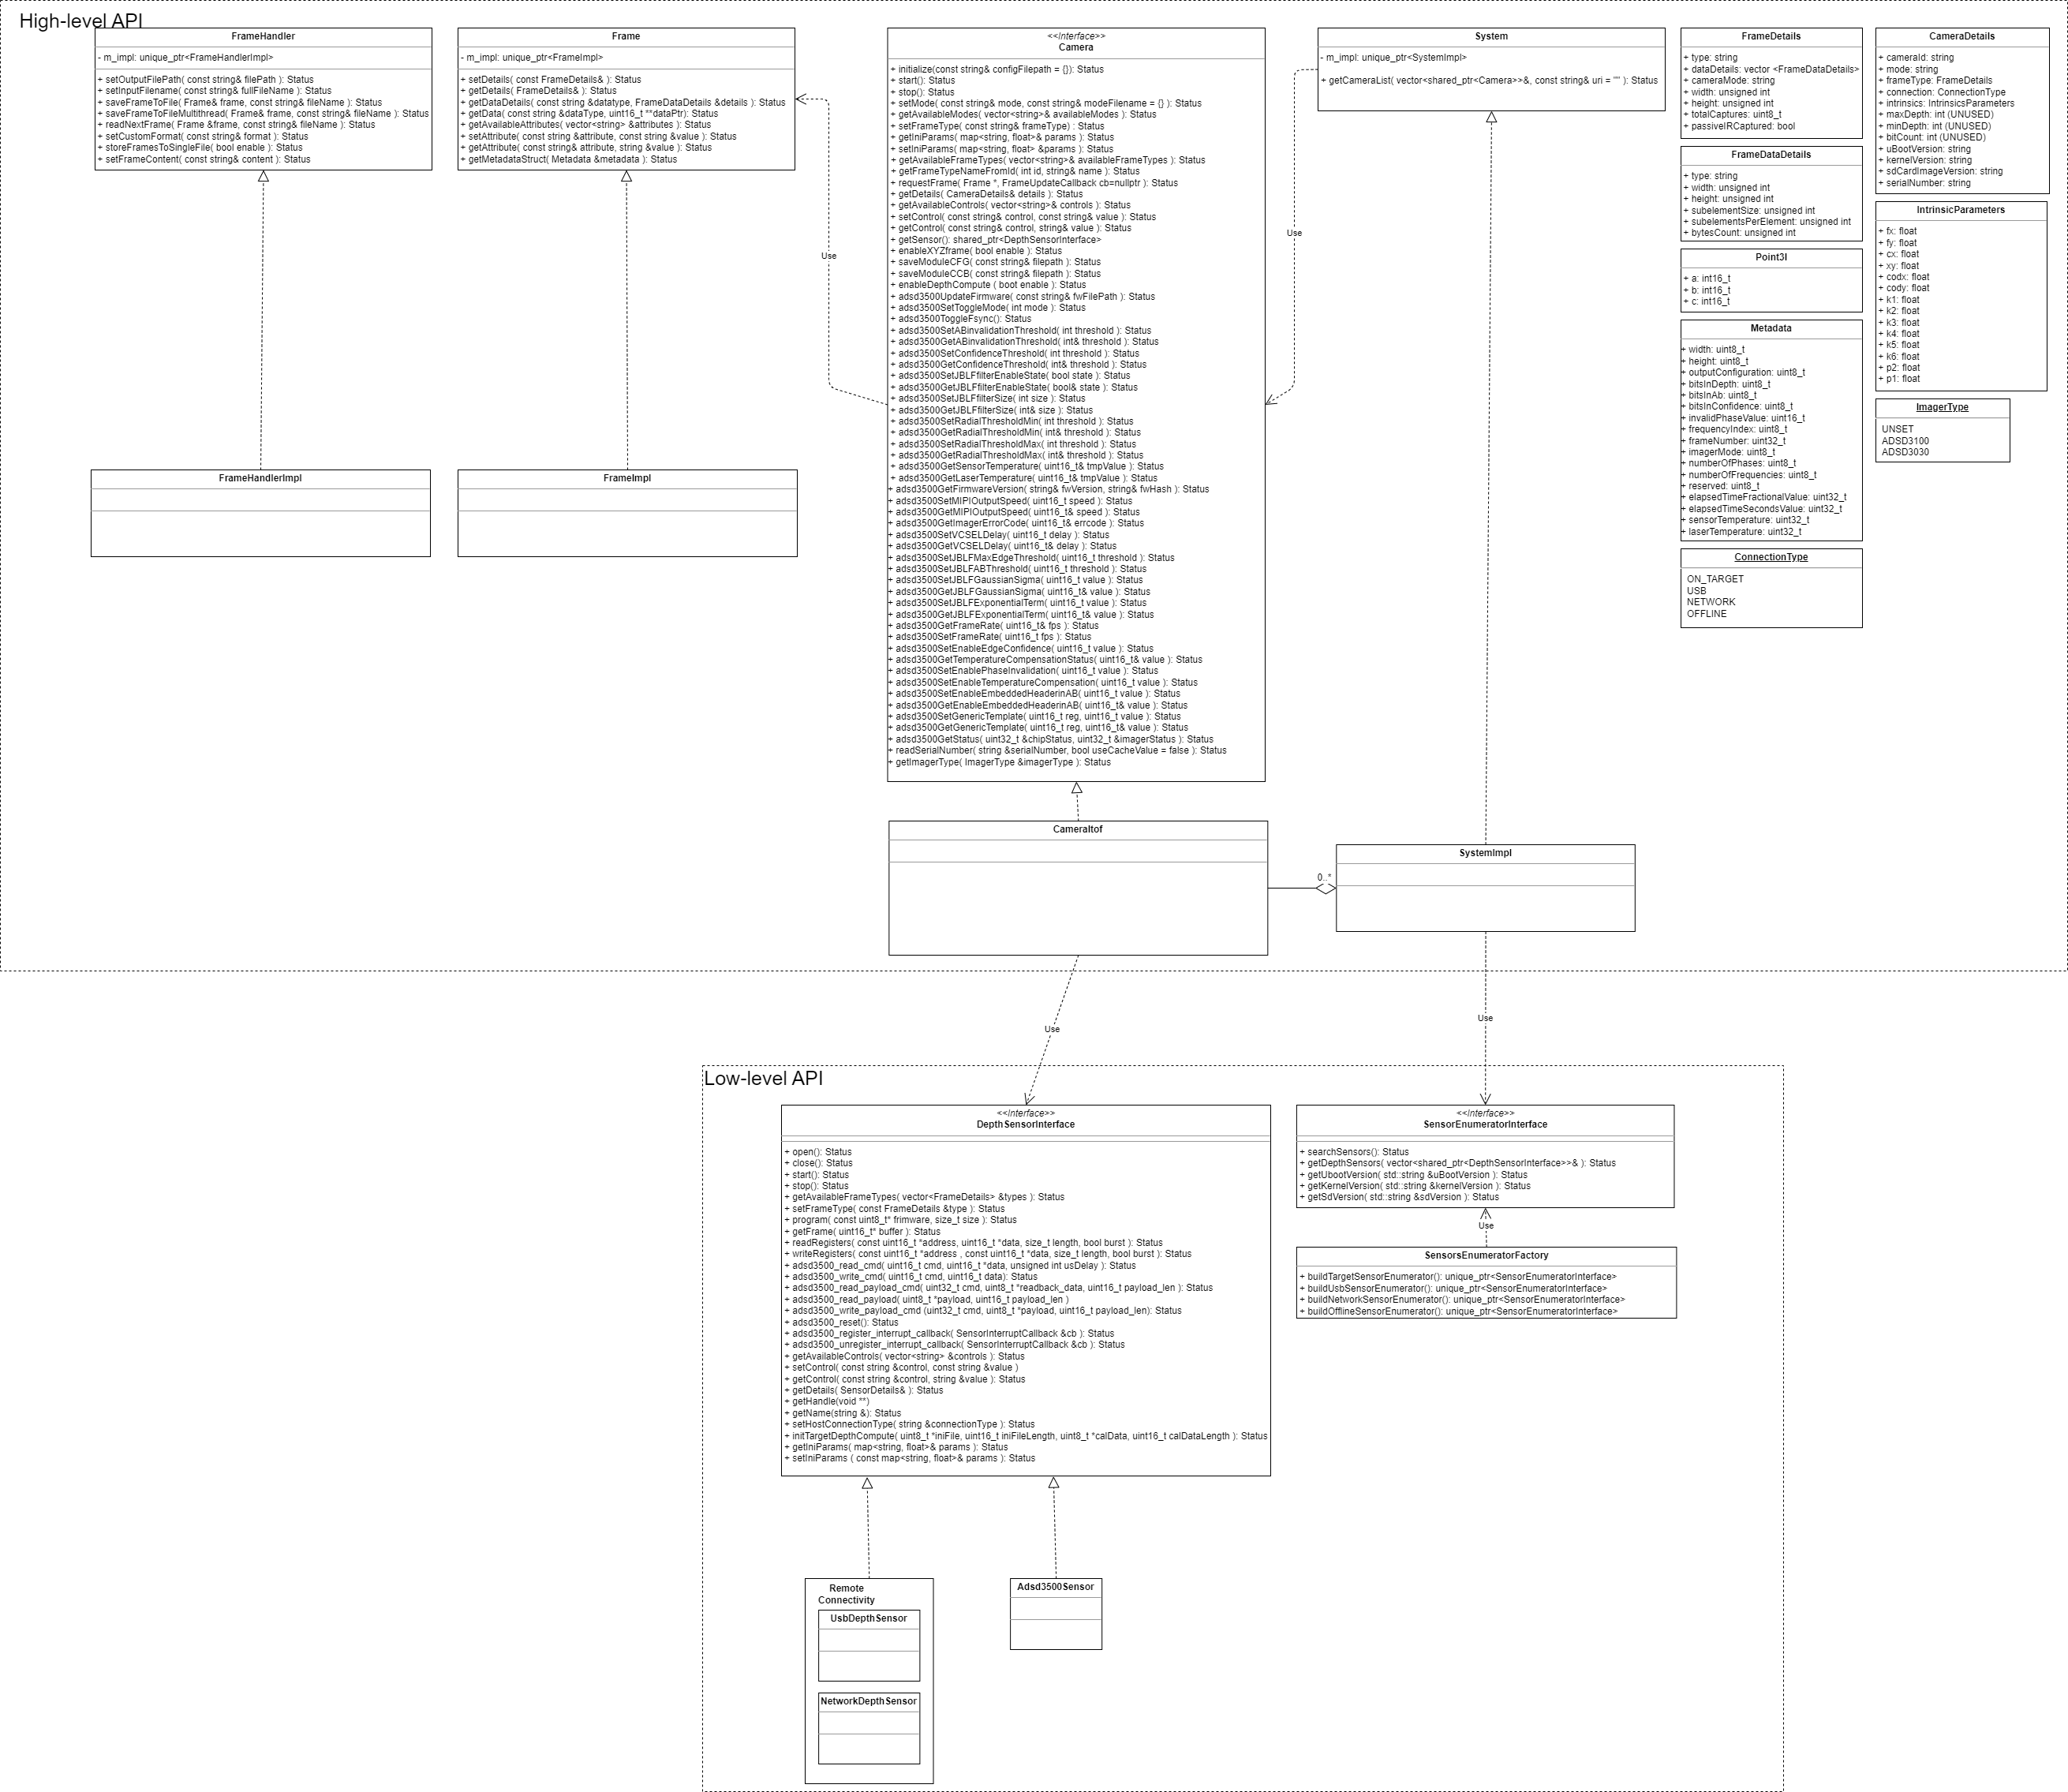 High-level API
FrameHandler
- m_impl: unique_ptr<FrameHandlerImpl>
+ setOutputFilePath( const string& filePath ): Status
+ setInputFilename( const string& fullFileName ): Status
+ saveFrameToFile( Frame& frame, const string& fileName ): Status
+ saveFrameToFileMultithread( Frame& frame, const string& fileName ): Status
+ readNextFrame( Frame &frame, const string& fileName ): Status
+ setCustomFormat( const string& format ): Status
+ storeFramesToSingleFile( bool enable ): Status
+ setFrameContent( const string& content ): Status
Frame
- m_impl: unique_ptr<FrameImpl>
+ setDetails( const FrameDetails& ): Status
+ getDetails( FrameDetails& ): Status
+ getDataDetails( const string &datatype, FrameDataDetails &details ): Status
+ getData( const string &dataType, uint16_t **dataPtr): Status
+ getAvailableAttributes( vector<string> &attributes ): Status
+ setAttribute( const string &attribute, const string &value ): Status
+ getAttribute( const string& attribute, string &value ): Status
+ getMetadataStruct( Metadata &metadata ): Status
<<Interface>>
Camera
+ initialize(const string& configFilepath = {}): Status
+ start(): Status
+ stop(): Status
+ setMode( const string& mode, const string& modeFilename = {} ): Status
+ getAvailableModes( vector<string>& availableModes ): Status
+ setFrameType( const string& frameType) : Status
+ getIniParams( map<string, float>& params ): Status
+ setIniParams( map<string, float> &params ): Status
+ getAvailableFrameTypes( vector<string>& availableFrameTypes ): Status
+ getFrameTypeNameFromId( int id, string& name ): Status
+ requestFrame( Frame *, FrameUpdateCallback cb=nullptr ): Status
+ getDetails( CameraDetails& details ): Status
+ getAvailableControls( vector<string>& controls ): Status
+ setControl( const string& control, const string& value ): Status
+ getControl( const string& control, string& value ): Status
+ getSensor(): shared_ptr<DepthSensorInterface>
+ enableXYZframe( bool enable ): Status
+ saveModuleCFG( const string& filepath ): Status
+ saveModuleCCB( const string& filepath ): Status
+ enableDepthCompute ( boot enable ): Status
+ adsd3500UpdateFirmware( const string& fwFilePath ): Status
+ adsd3500SetToggleMode( int mode ): Status
+ adsd3500ToggleFsync(): Status
+ adsd3500SetABinvalidationThreshold( int threshold ): Status
+ adsd3500GetABinvalidationThreshold( int& threshold ): Status
+ adsd3500SetConfidenceThreshold( int threshold ): Status
+ adsd3500GetConfidenceThreshold( int& threshold ): Status
+ adsd3500SetJBLFfilterEnableState( bool state ): Status
+ adsd3500GetJBLFfilterEnableState( bool& state ): Status
+ adsd3500SetJBLFfilterSize( int size ): Status
+ adsd3500GetJBLFfilterSize( int& size ): Status
+ adsd3500SetRadialThresholdMin( int threshold ): Status
+ adsd3500GetRadialThresholdMin( int& threshold ): Status
+ adsd3500SetRadialThresholdMax( int threshold ): Status
+ adsd3500GetRadialThresholdMax( int& threshold ): Status
+ adsd3500GetSensorTemperature( uint16_t& tmpValue ): Status
+ adsd3500GetLaserTemperature( uint16_t& tmpValue ): Status
+ adsd3500GetFirmwareVersion( string& fwVersion, string& fwHash ): Status
+ adsd3500SetMIPIOutputSpeed( uint16_t speed ): Status
+ adsd3500GetMIPIOutputSpeed( uint16_t& speed ): Status
+ adsd3500GetImagerErrorCode( uint16_t& errcode ): Status
+ adsd3500SetVCSELDelay( uint16_t delay ): Status
+ adsd3500GetVCSELDelay( uint16_t& delay ): Status
+ adsd3500SetJBLFMaxEdgeThreshold( uint16_t threshold ): Status
+ adsd3500SetJBLFABThreshold( uint16_t threshold ): Status
+ adsd3500SetJBLFGaussianSigma( uint16_t value ): Status
+ adsd3500GetJBLFGaussianSigma( uint16_t& value ): Status
+ adsd3500SetJBLFExponentialTerm( uint16_t value ): Status
+ adsd3500GetJBLFExponentialTerm( uint16_t& value ): Status
+ adsd3500GetFrameRate( uint16_t& fps ): Status
+ adsd3500SetFrameRate( uint16_t fps ): Status
+ adsd3500SetEnableEdgeConfidence( uint16_t value ): Status
+ adsd3500GetTemperatureCompensationStatus( uint16_t& value ): Status
+ adsd3500SetEnablePhaseInvalidation( uint16_t value ): Status
+ adsd3500SetEnableTemperatureCompensation( uint16_t value ): Status
+ adsd3500SetEnableEmbeddedHeaderinAB( uint16_t value ): Status
+ adsd3500GetEnableEmbeddedHeaderinAB( uint16_t& value ): Status
+ adsd3500SetGenericTemplate( uint16_t reg, uint16_t value ): Status
+ adsd3500GetGenericTemplate( uint16_t reg, uint16_t& value ): Status
+ adsd3500GetStatus( uint32_t &chipStatus, uint32_t &imagerStatus ): Status
+ readSerialNumber( string &serialNumber, bool useCacheValue = false ): Status
+ getImagerType( ImagerType &imagerType ): Status
System
- m_impl: unique_ptr<SystemImpl>
+ getCameraList( vector<shared_ptr<Camera>>&, const string& uri = "" ): Status
FrameDetails
+ type: string
+ dataDetails: vector <FrameDataDetails>
+ cameraMode: string
+ width: unsigned int
+ height: unsigned int
+ totalCaptures: uint8_t
+ passiveIRCaptured: bool
FrameDataDetails
+ type: string
+ width: unsigned int
+ height: unsigned int
+ subelementSize: unsigned int
+ subelementsPerElement: unsigned int
+ bytesCount: unsigned int
Point3I
+ a: int16_t
+ b: int16_t
+ c: int16_t
Metadata
+ width: uint8_t
+ height: uint8_t
+ outputConfiguration: uint8_t
+ bitsInDepth: uint8_t
+ bitsInAb: uint8_t
+ bitsInConfidence: uint8_t
+ invalidPhaseValue: uint16_t
+ frequencyIndex: uint8_t
+ frameNumber: uint32_t
+ imagerMode: uint8_t
+ numberOfPhases: uint8_t
+ numberOfFrequencies: uint8_t
+ reserved: uint8_t
+ elapsedTimeFractionalValue: uint32_t
+ elapsedTimeSecondsValue: uint32_t
+ sensorTemperature: uint32_t
+ laserTemperature: uint32_t
ConnectionType
ON_TARGET
USB
NETWORK
OFFLINE
CameraDetails
+ cameraId: string
+ mode: string
+ frameType: FrameDetails
+ connection: ConnectionType
+ intrinsics: IntrinsicsParameters
+ maxDepth: int (UNUSED)
+ minDepth: int (UNUSED)
+ bitCount: int (UNUSED)
+ uBootVersion: string
+ kernelVersion: string
+ sdCardImageVersion: string
+ serialNumber: string
IntrinsicParameters
+ fx: float
+ fy: float
+ cx: float
+ xy: float
+ codx: float
+ cody: float
+ k1: float
+ k2: float
+ k3: float
+ k4: float
+ k5: float
+ k6: float
+ p2: float
+ p1: float
ImagerType
UNSET
ADSD3100
ADSD3030
Use
Use
FrameHandlerImpl
FrameImpl
CameraItof
0..*
SystemImpl
Use
Use
Low-level API
<<Interface>>
DepthSensorInterface
+ open(): Status
+ close(): Status
+ start(): Status
+ stop(): Status
+ getAvailableFrameTypes( vector<FrameDetails> &types ): Status
+ setFrameType( const FrameDetails &type ): Status
+ program( const uint8_t* frimware, size_t size ): Status
+ getFrame( uint16_t* buffer ): Status
+ readRegisters( const uint16_t *address, uint16_t *data, size_t length, bool burst ): Status
+ writeRegisters( const uint16_t *address , const uint16_t *data, size_t length, bool burst ): Status
+ adsd3500_read_cmd( uint16_t cmd, uint16_t *data, unsigned int usDelay ): Status
+ adsd3500_write_cmd( uint16_t cmd, uint16_t data): Status
+ adsd3500_read_payload_cmd( uint32_t cmd, uint8_t *readback_data, uint16_t payload_len ): Status
+ adsd3500_read_payload( uint8_t *payload, uint16_t payload_len )
+ adsd3500_write_payload_cmd (uint32_t cmd, uint8_t *payload, uint16_t payload_len): Status
+ adsd3500_reset(): Status
+ adsd3500_register_interrupt_callback( SensorInterruptCallback &cb ): Status
+ adsd3500_unregister_interrupt_callback( SensorInterruptCallback &cb ): Status
+ getAvailableControls( vector<string> &controls ): Status
+ setControl( const string &control, const string &value )
+ getControl( const string &control, string &value ): Status
+ getDetails( SensorDetails& ): Status
+ getHandle(void **)
+ getName(string &): Status
+ setHostConnectionType( string &connectionType ): Status
+ initTargetDepthCompute( uint8_t *iniFile, uint16_t iniFileLength, uint8_t *calData, uint16_t calDataLength ): Status
+ getIniParams( map<string, float>& params ): Status
+ setIniParams ( const map<string, float>& params ): Status
<<Interface>>
SensorEnumeratorInterface
+ searchSensors(): Status
+ getDepthSensors( vector<shared_ptr<DepthSensorInterface>>& ): Status
+ getUbootVersion( std::string &uBootVersion ): Status
+ getKernelVersion( std::string &kernelVersion ): Status
+ getSdVersion( std::string &sdVersion ): Status
Use
SensorsEnumeratorFactory
+ buildTargetSensorEnumerator(): unique_ptr<SensorEnumeratorInterface>
+ buildUsbSensorEnumerator(): unique_ptr<SensorEnumeratorInterface>
+ buildNetworkSensorEnumerator(): unique_ptr<SensorEnumeratorInterface>
+ buildOfflineSensorEnumerator(): unique_ptr<SensorEnumeratorInterface>
Remote
Connectivity
UsbDepthSensor
NetworkDepthSensor
Adsd3500Sensor